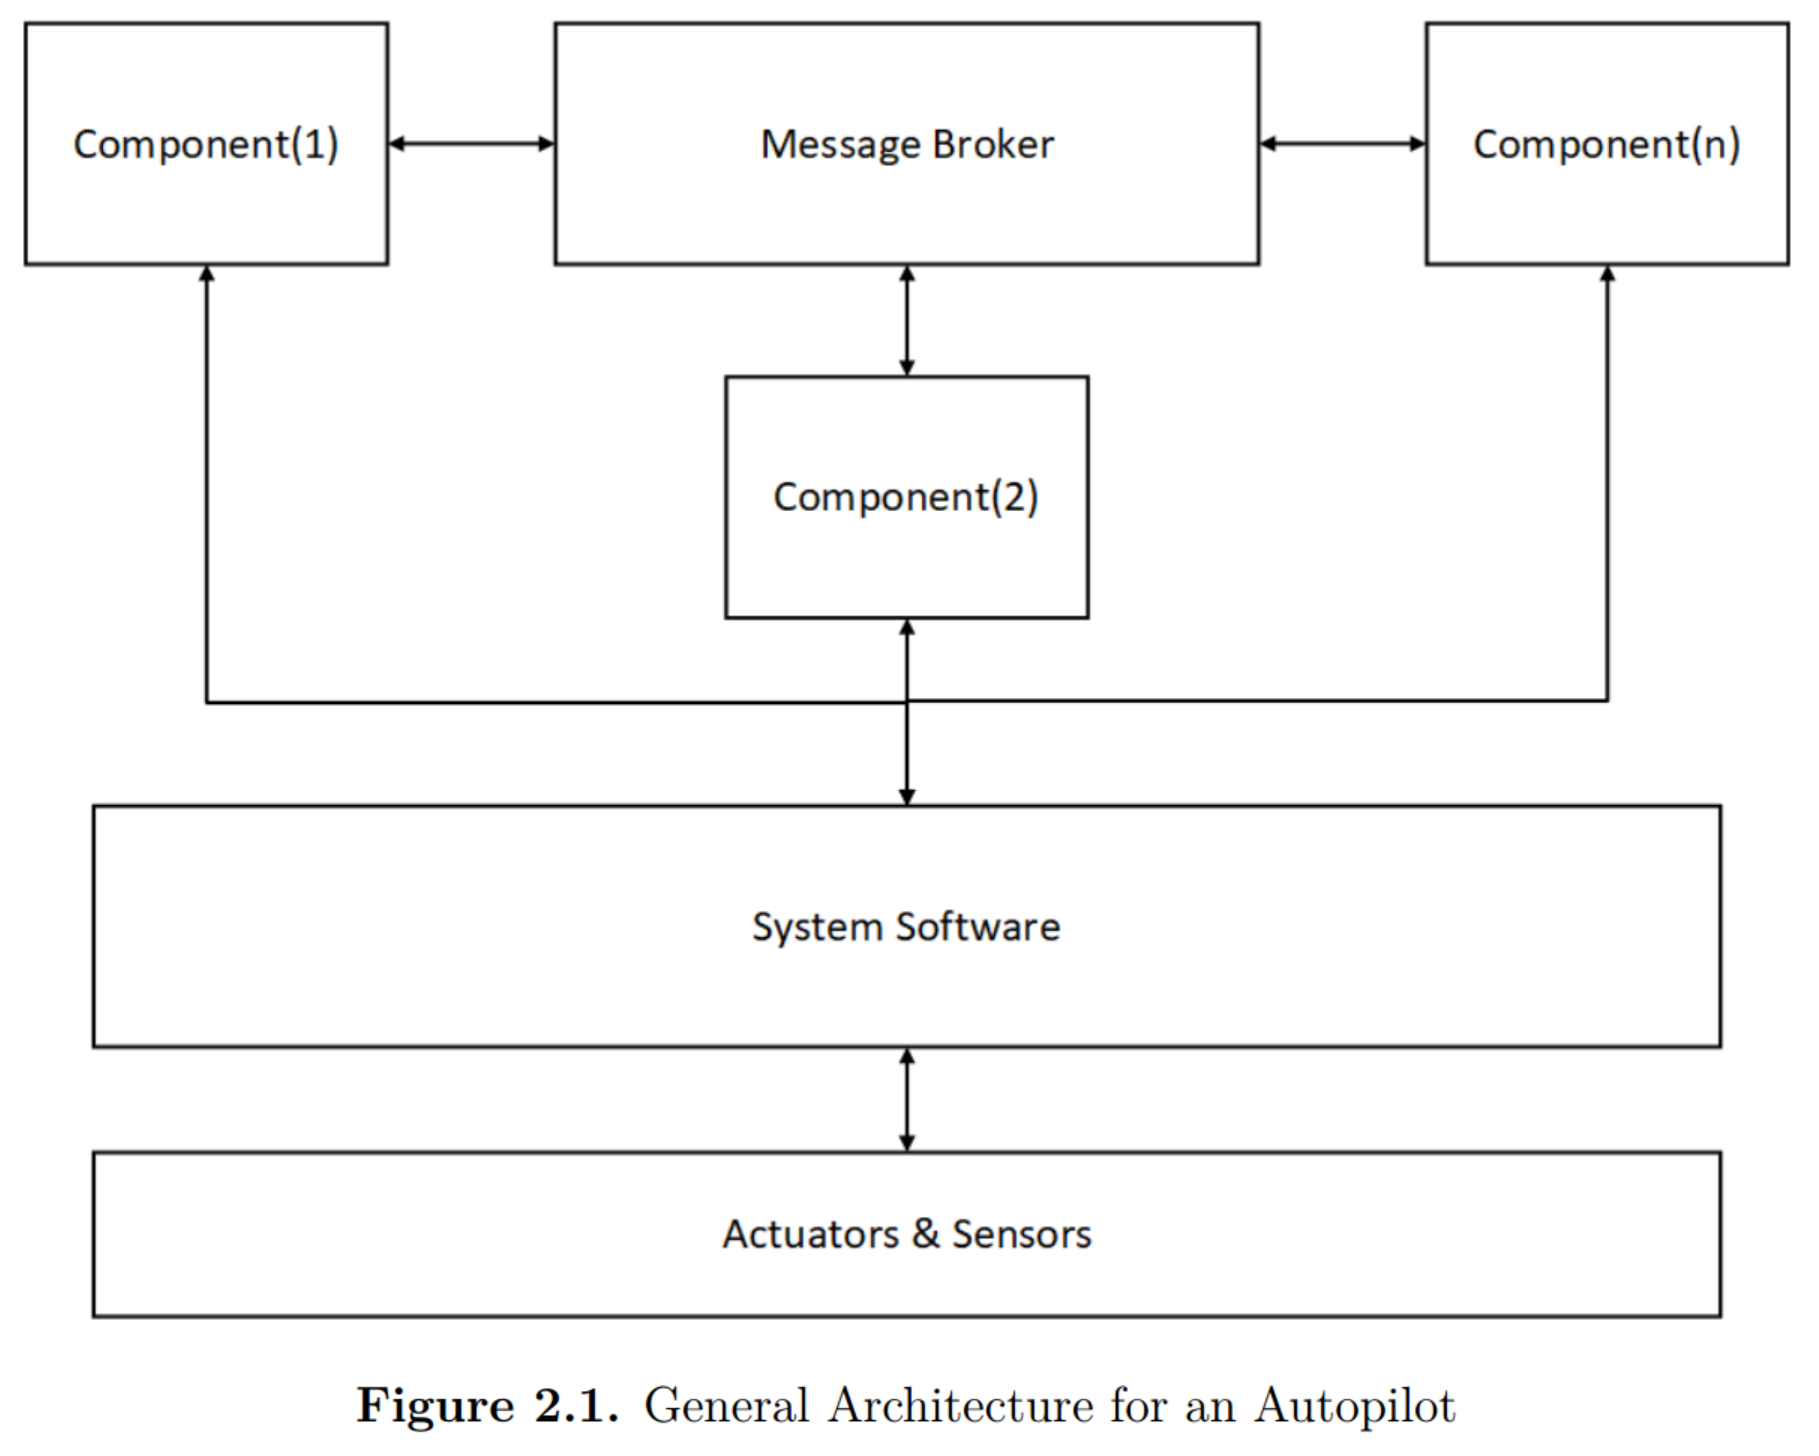 Component(1)
Message Broker
Component(n)
Component(2)
System Software
Actuators & Sensors
Figure 2.1. General Architecture for an Autopilot